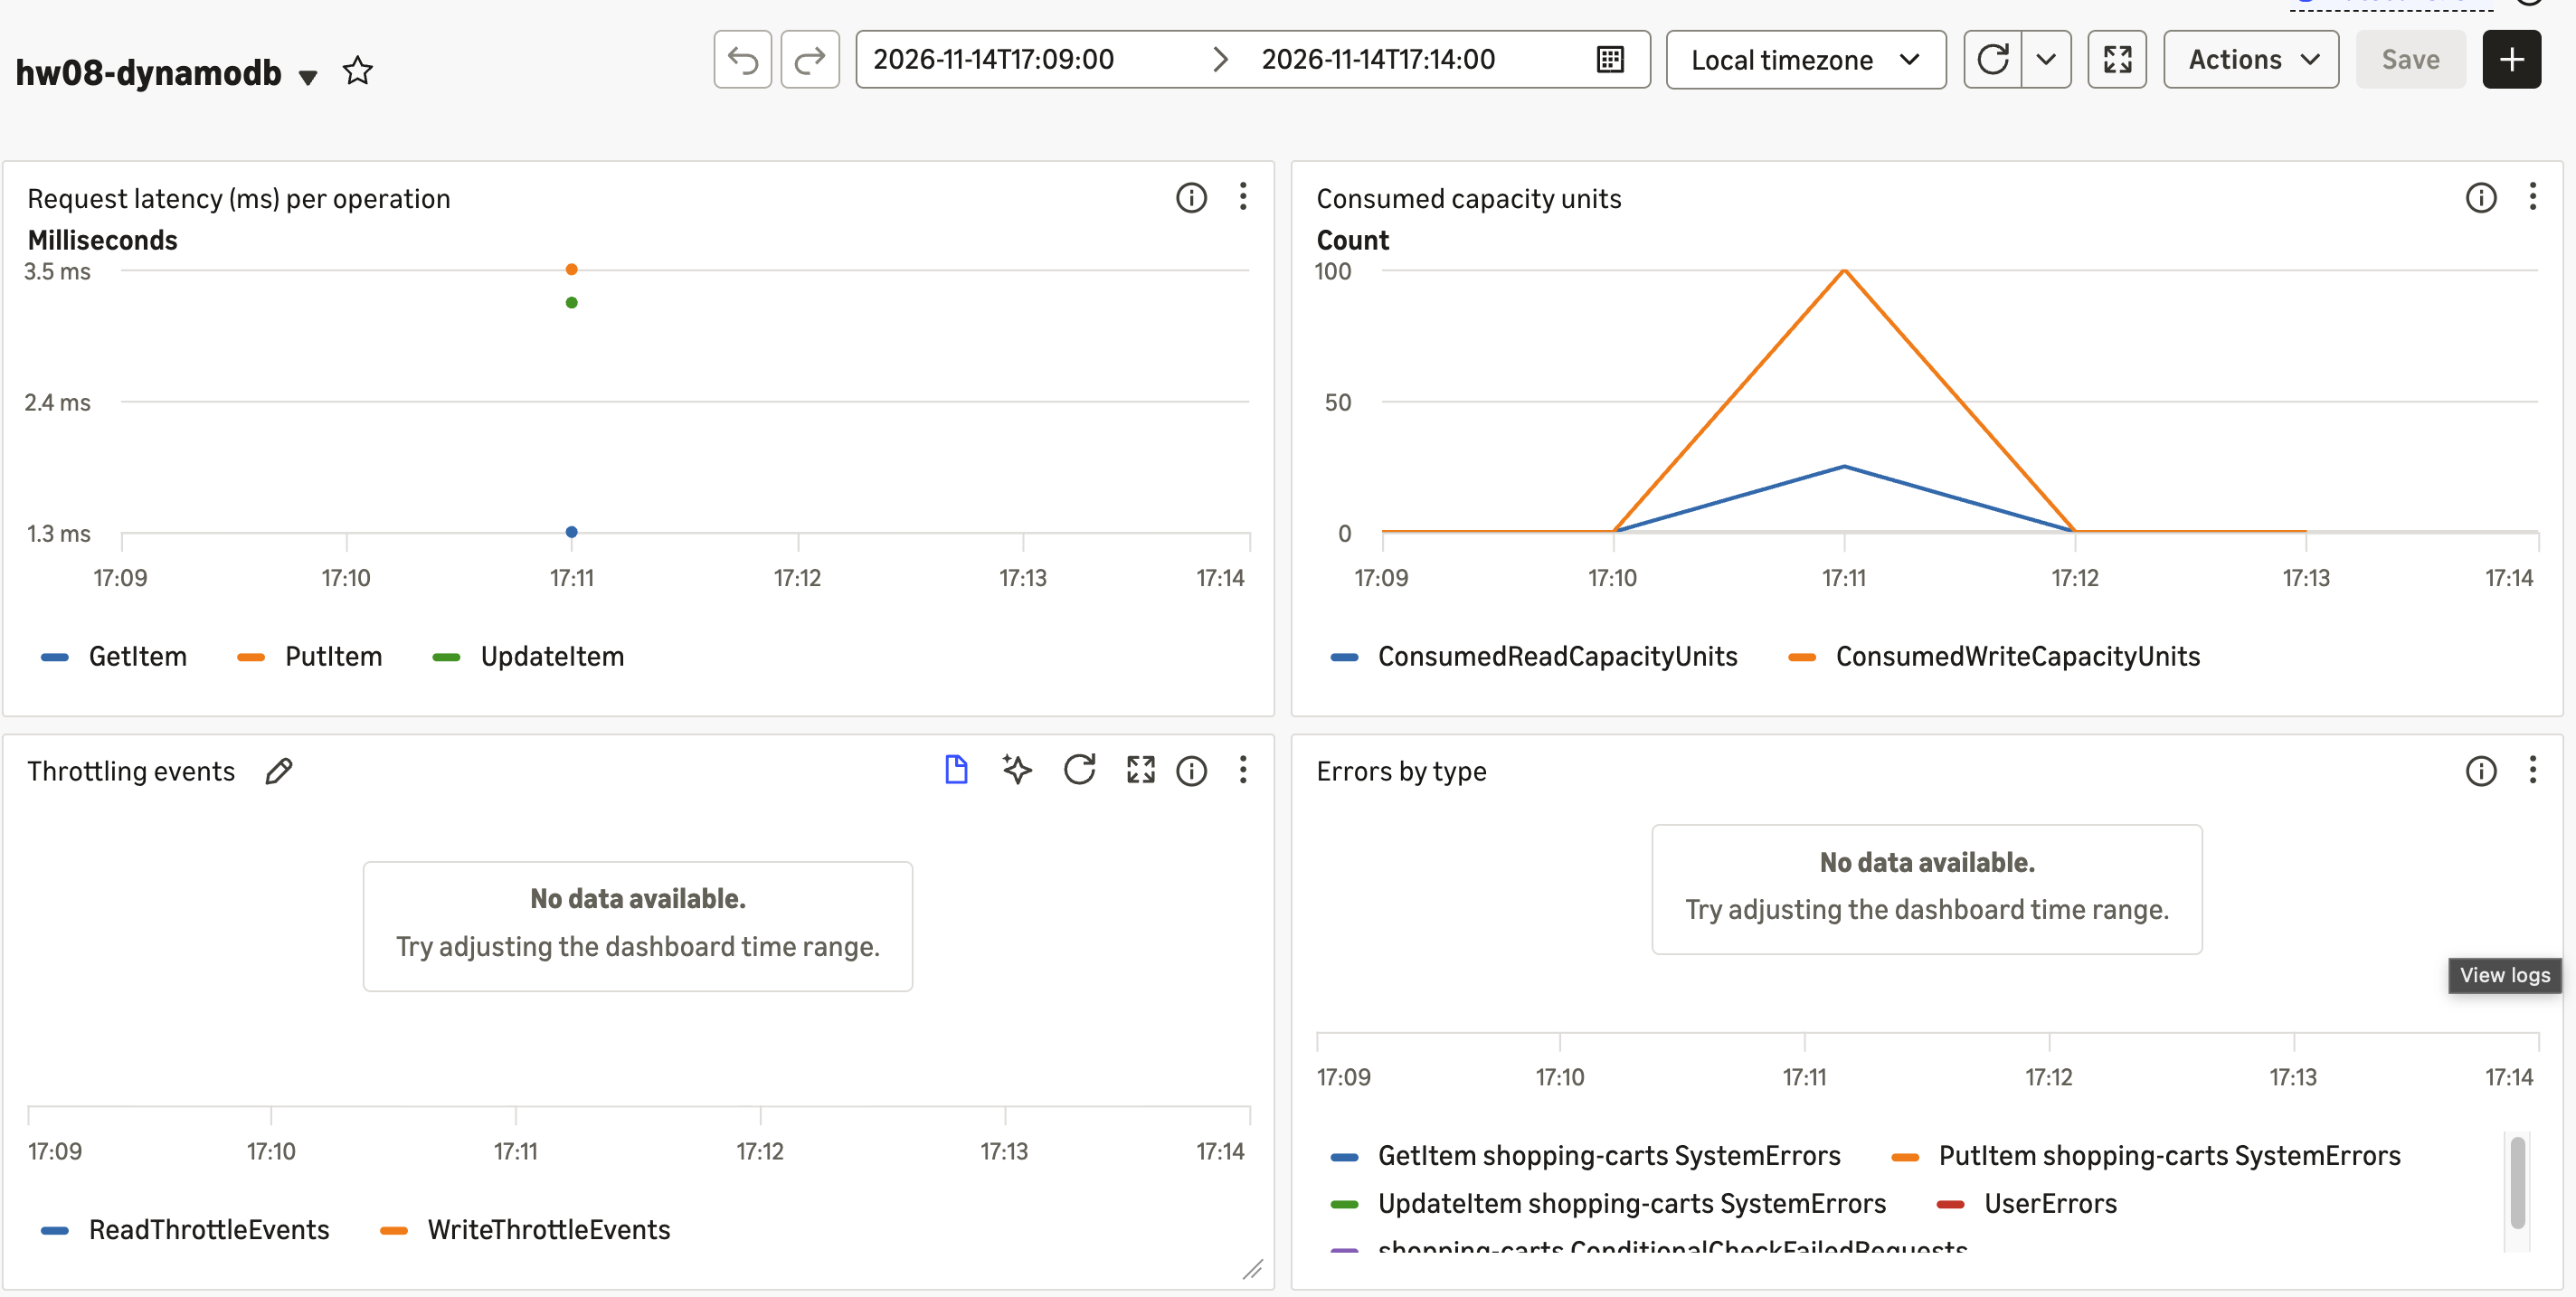 hw08-dynamodb
2026-11-14T17:09:00 2026-11-14T17:14:00 Local timezone Actions Save
Request latency (ms) per operation
Milliseconds
3.5 ms
2.4 ms
1.3 ms
17:09 17:10 17:11 17:12 17:13 17:14
GetItem PutItem UpdateItem
Consumed capacity units
Count
100
50
0
17:09 17:10 17:11 17:12 17:13 17:14
ConsumedReadCapacityUnits ConsumedWriteCapacityUnits
Throttling events
No data available.
Try adjusting the dashboard time range.
17:09 17:10 17:11 17:12 17:13 17:14
ReadThrottleEvents WriteThrottleEvents
Errors by type
No data available.
Try adjusting the dashboard time range.
View logs
17:09 17:10 17:11 17:12 17:13 17:14
GetItem shopping-carts SystemErrors PutItem shopping-carts SystemErrors
UpdateItem shopping-carts SystemErrors UserErrors
shopping-carts ConditionalCheckFailedRequests